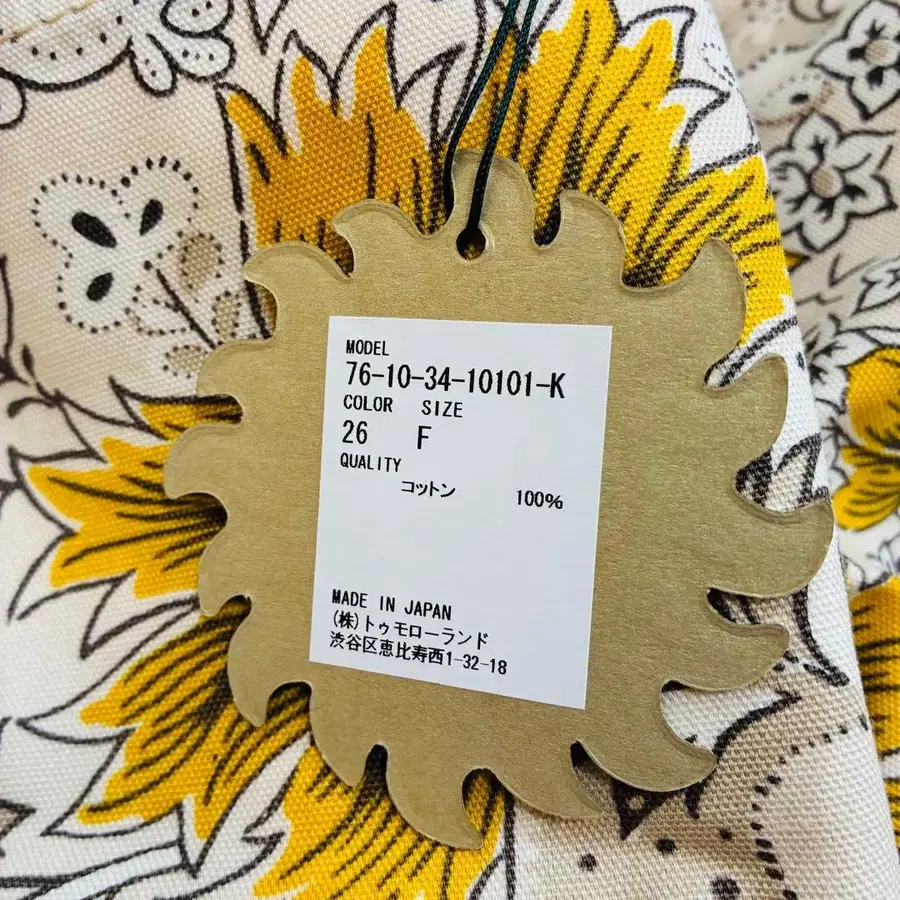 MODEL
76-10-34-10101-K
COLOR SIZE
26 F
QUALITY
コットン 100%
MADE IN JAPAN
(株)トゥモローランド
渋谷区恵比寿西1-32-18